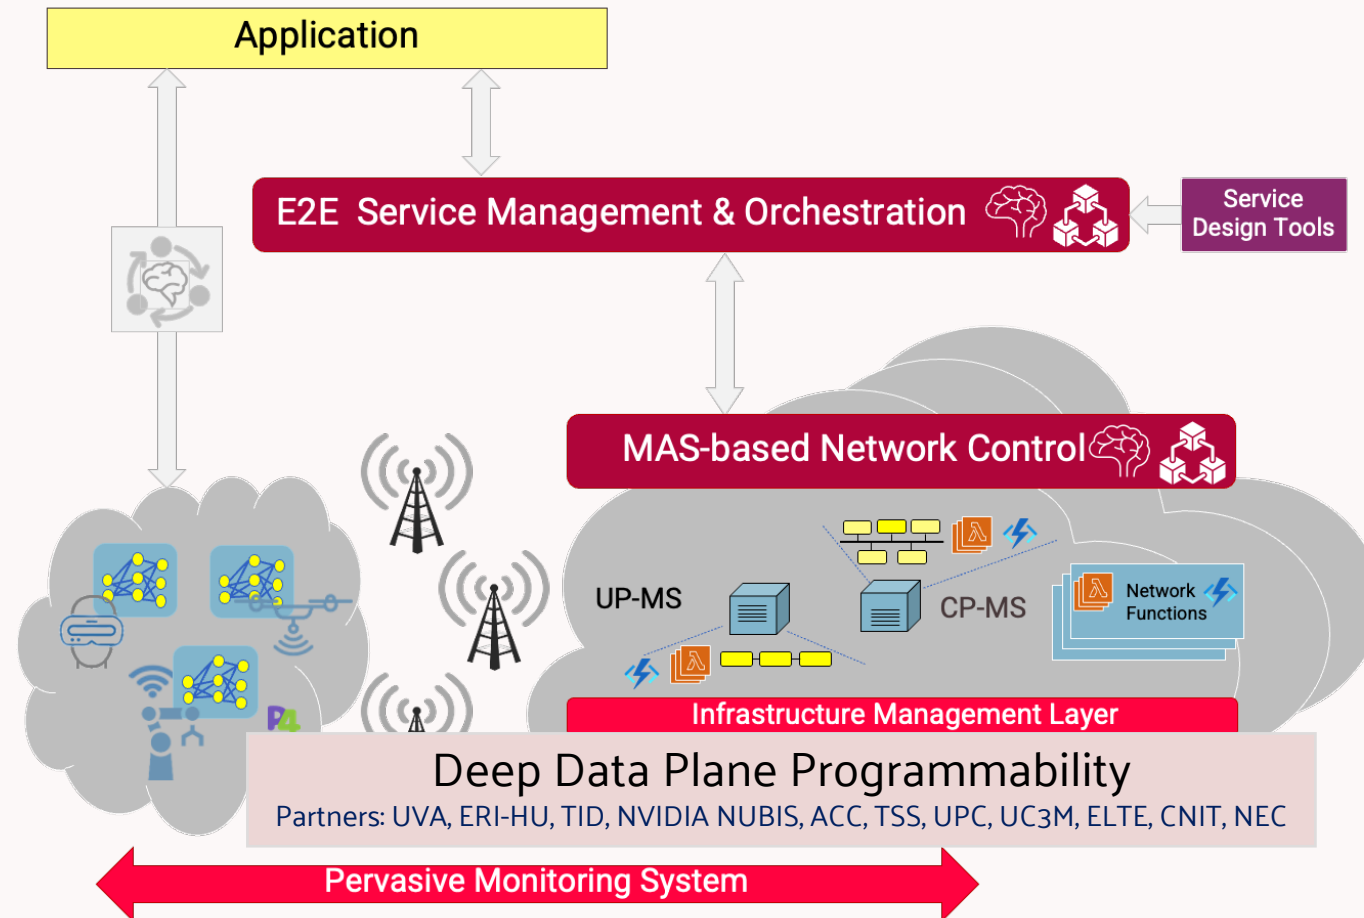 Application
E2E Service Management & Orchestration
Service
Design Tools
MAS-based Network Control
λ
UP-MS
CP-MS
λ
Network
Functions
λ
P4
Infrastructure Management Layer
Deep Data Plane Programmability
Partners: UVA, ERI-HU, TID, NVIDIA NUBIS, ACC, TSS, UPC, UC3M, ELTE, CNIT, NEC
Pervasive Monitoring System